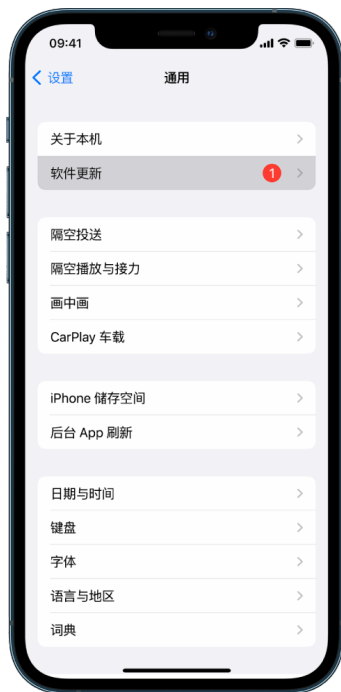 09:41
设置
通用
关于本机
软件更新
1
隔空投送
隔空播放与接力
画中画
CarPlay 车载
iPhone 储存空间
后台 App 刷新
日期与时间
键盘
字体
语言与地区
词典